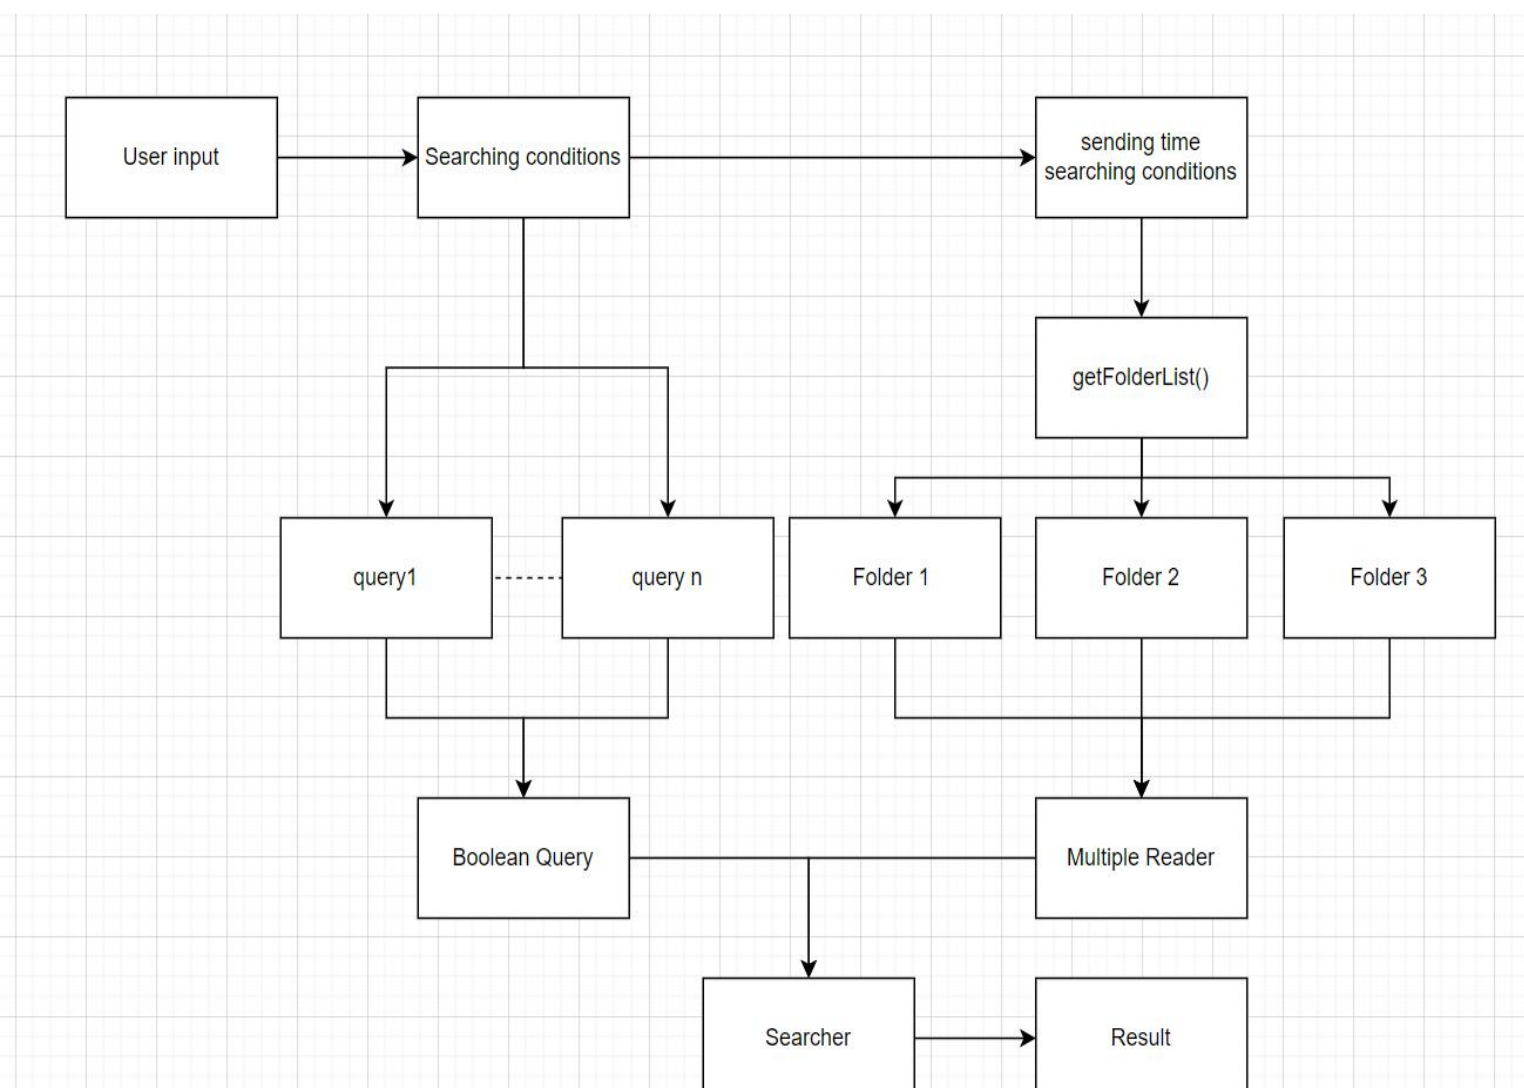 User input
Searching conditions
sending time
searching conditions
getFolderList()
query1
query n
Folder 1
Folder 2
Folder 3
Boolean Query
Multiple Reader
Searcher
Result